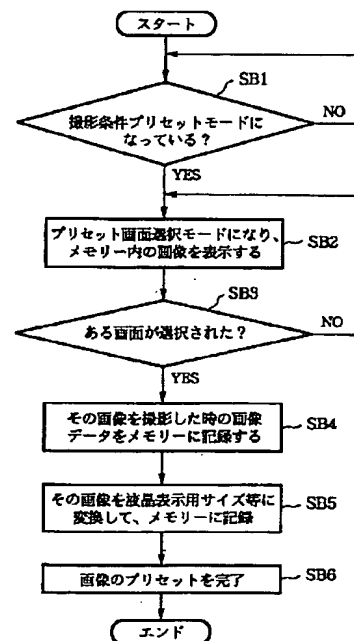 スタート
SB1
撮影条件プリセットモードに
なっている?
NO
YES
プリセット画面選択モードになり、
メモリー内の画像を表示する
SB2
SB3
ある画面が選択された?
NO
YES
その画像を撮影した時の画像
データをメモリーに記録する
SB4
その画像を液晶表示用サイズ等に
変換して、メモリーに記録
SB5
画像のプリセットを完了
SB6
エンド